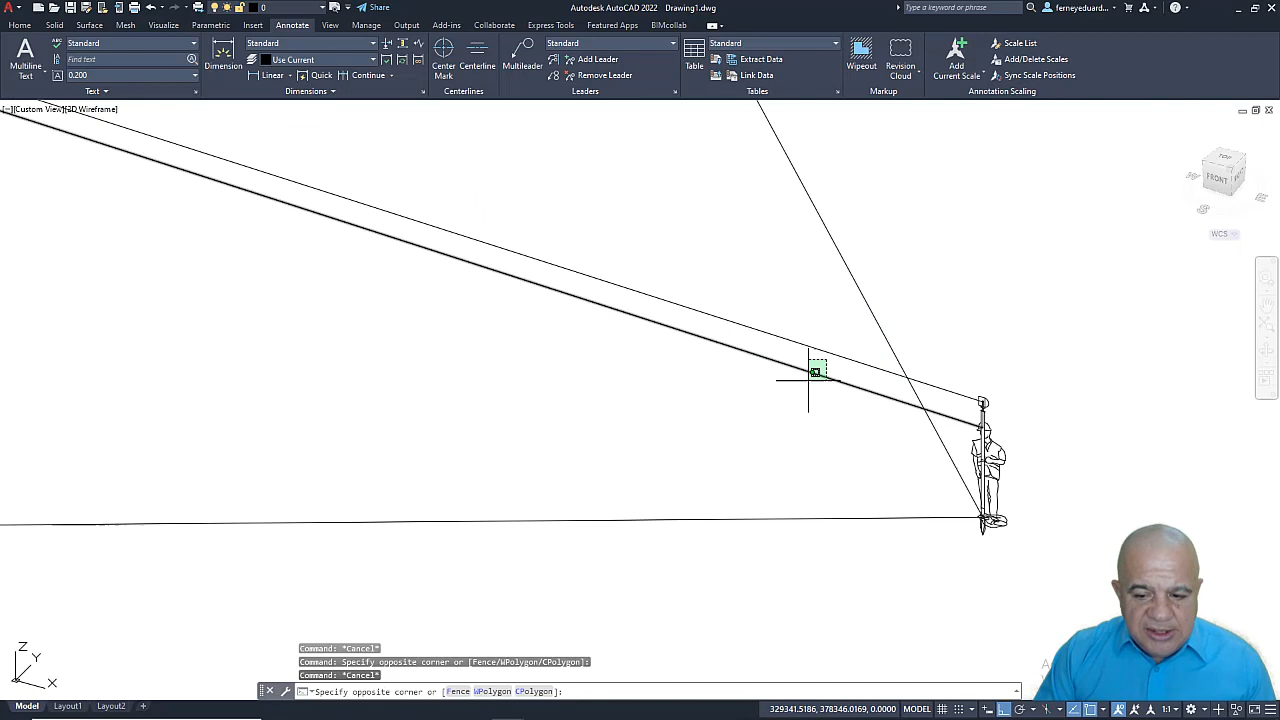 0
Share
Autodesk AutoCAD 2022 Drawing1.dwg
Type a keyword or phrase
ferneyeduard...
Home Solid Surface Mesh Visualize Parametric Insert Annotate View Manage Output Add-ins Collaborate Express Tools Featured Apps BIMcollab
Multiline
Text
Standard
Find text
0.200
Text
Dimension
Standard
Use Current
Linear Quick Continue
Dimensions
Center
Mark
Centerline
Centerlines
Multileader
Standard
Add Leader
Remove Leader
Leaders
Table
Standard
Extract Data
Link Data
Tables
Wipeout
Revision
Cloud
Markup
Add
Current Scale
Scale List
Add/Delete Scales
Sync Scale Positions
Annotation Scaling
[−][Custom View][2D Wireframe]
TOP
FRONT
WCS
Z
Y
X
Command: *Cancel*
Command: Specify opposite corner or [Fence/WPolygon/CPolygon]:
Command: *Cancel*
Specify opposite corner or [Fence WPolygon CPolygon]:
Model Layout1 Layout2 +
329341.5186, 378346.0169, 0.0000 MODEL
1:1